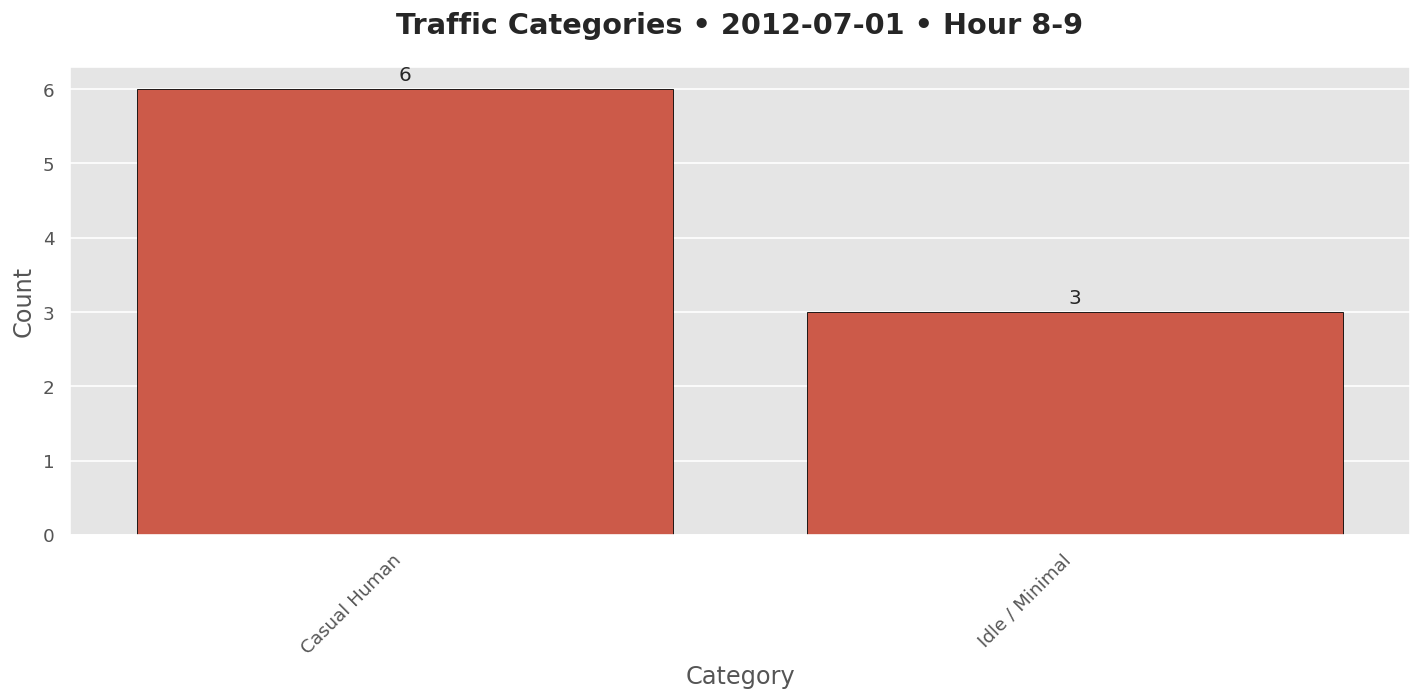 Traffic Categories • 2012-07-01 • Hour 8-9
6
5
4
3
2
1
0
Count
6
3
Casual Human
Idle / Minimal
Category